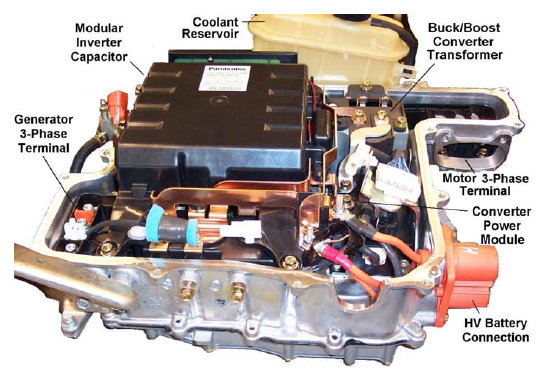 Coolant
Reservoir
Modular
Inverter
Capacitor
Buck/Boost
Converter
Transformer
Panasonic
Generator
3-Phase
Terminal
Motor 3-Phase
Terminal
Converter
Power
Module
HV Battery
Connection